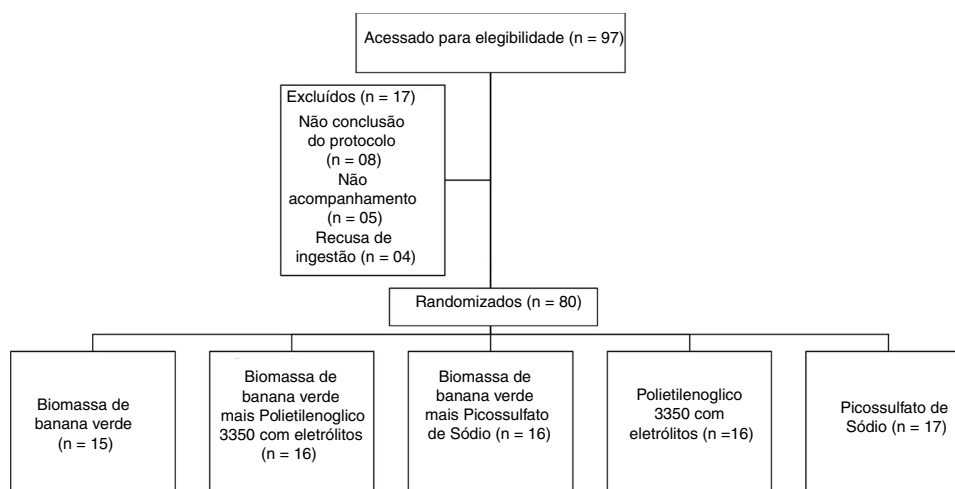 Acessado para elegibilidade (n = 97)
Excluídos (n = 17)
Não conclusão
do protocolo
(n = 08)
Não
acompanhamento
(n = 05)
Recusa de
ingestão (n = 04)
Randomizados (n = 80)
Biomassa de
banana verde
(n = 15)
Biomassa de
banana verde
mais Polietilenoglico
3350 com eletrólitos
(n = 16)
Biomassa de
banana verde
mais Picossulfato
de Sódio (n = 16)
Polietilenoglico
3350 com
eletrólitos (n =16)
Picossulfato de
Sódio (n = 17)